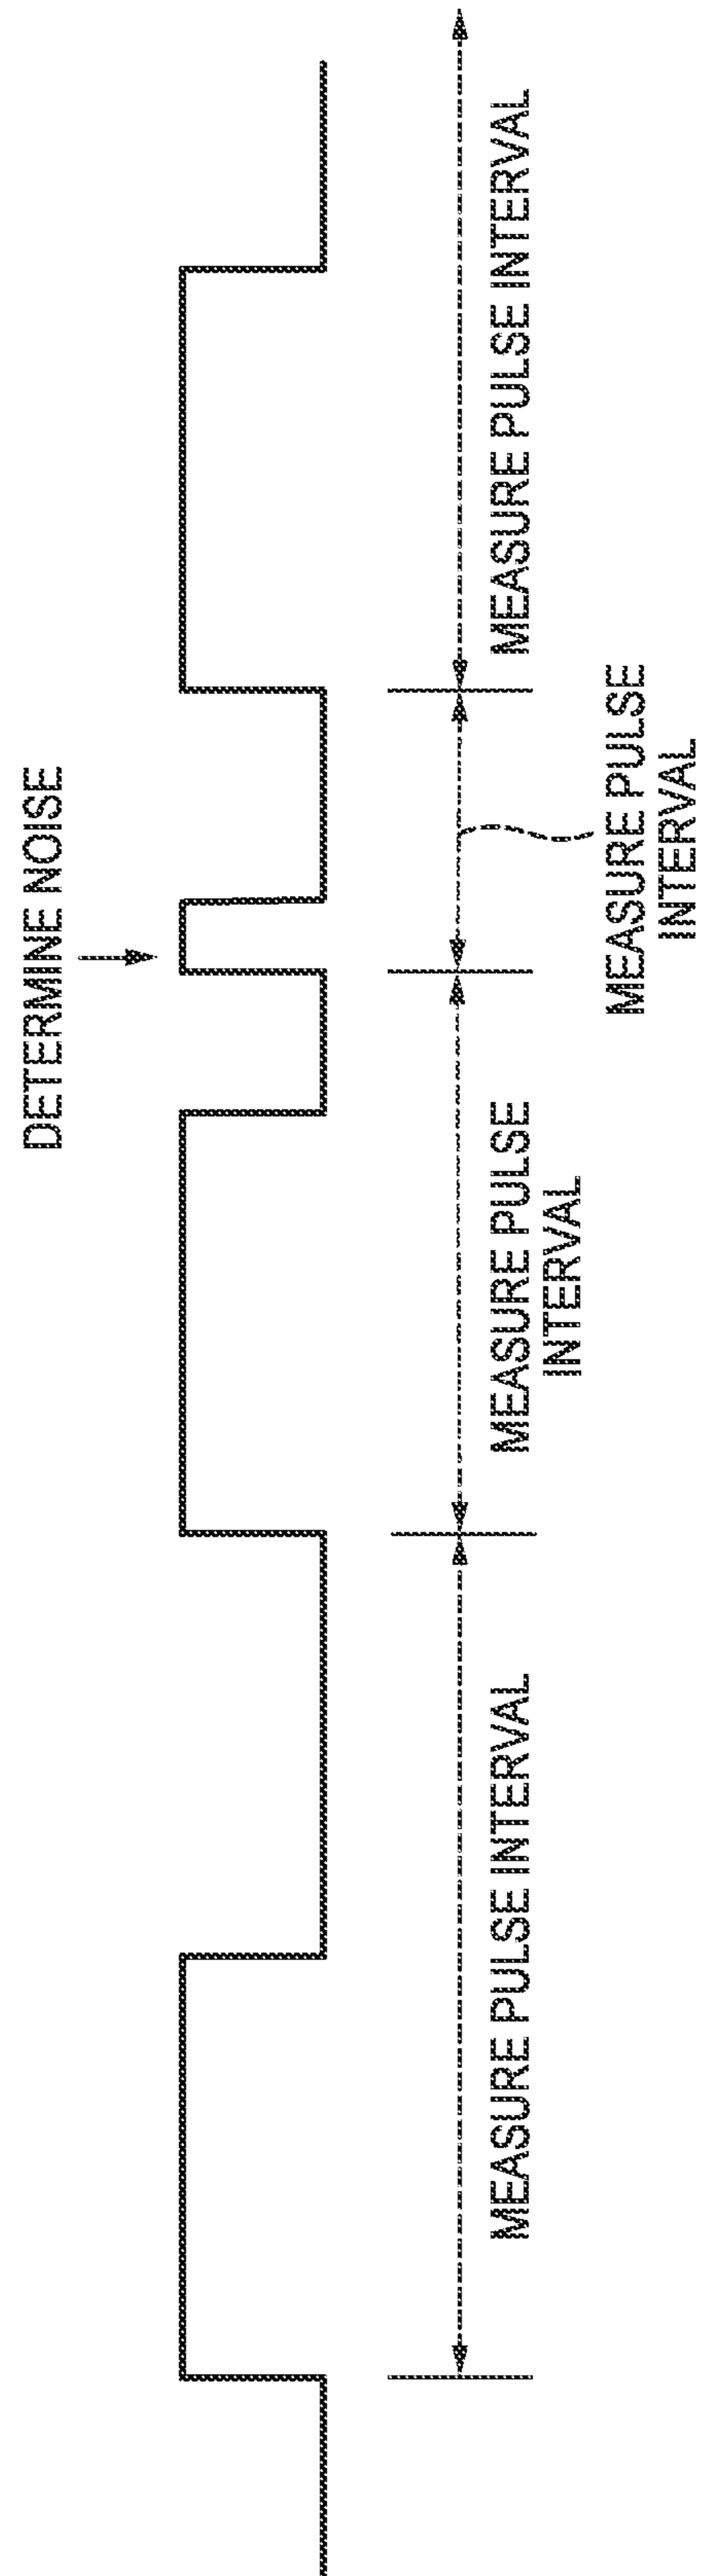 DETERMINE NOISE
MEASURE PULSE INTERVAL
MEASURE PULSE
INTERVAL
MEASURE PULSE
INTERVAL
MEASURE PULSE INTERVAL